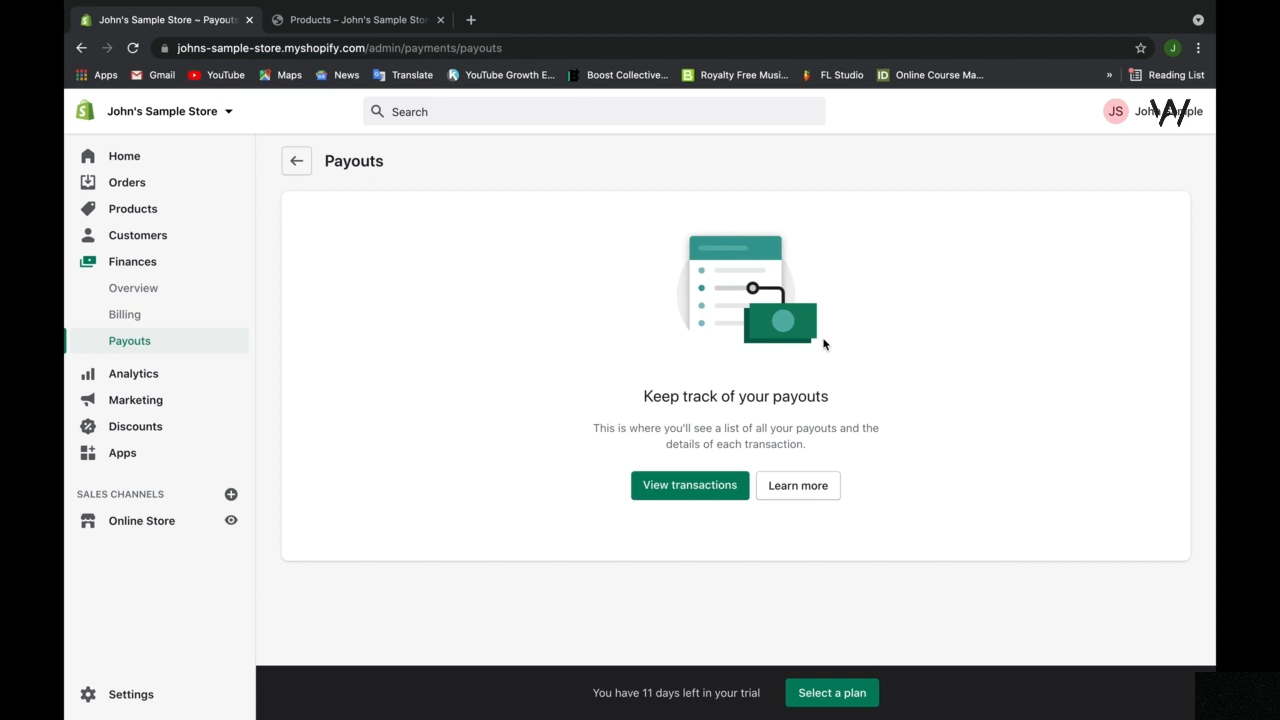 John's Sample Store ~ Payouts
Products – John's Sample Stor
johns-sample-store.myshopify.com/admin/payments/payouts
J
Apps
Gmail
YouTube
Maps
News
Translate
YouTube Growth E...
Boost Collective...
Royalty Free Musi...
FL Studio
ID
Online Course Ma...
»
Reading List
John's Sample Store
Search
JS
Home
Orders
Products
Customers
Finances
Overview
Billing
Payouts
Analytics
Marketing
Discounts
Apps
SALES CHANNELS
Online Store
Settings
Payouts
Keep track of your payouts
This is where you'll see a list of all your payouts and the
details of each transaction.
View transactions
Learn more
You have 11 days left in your trial
Select a plan